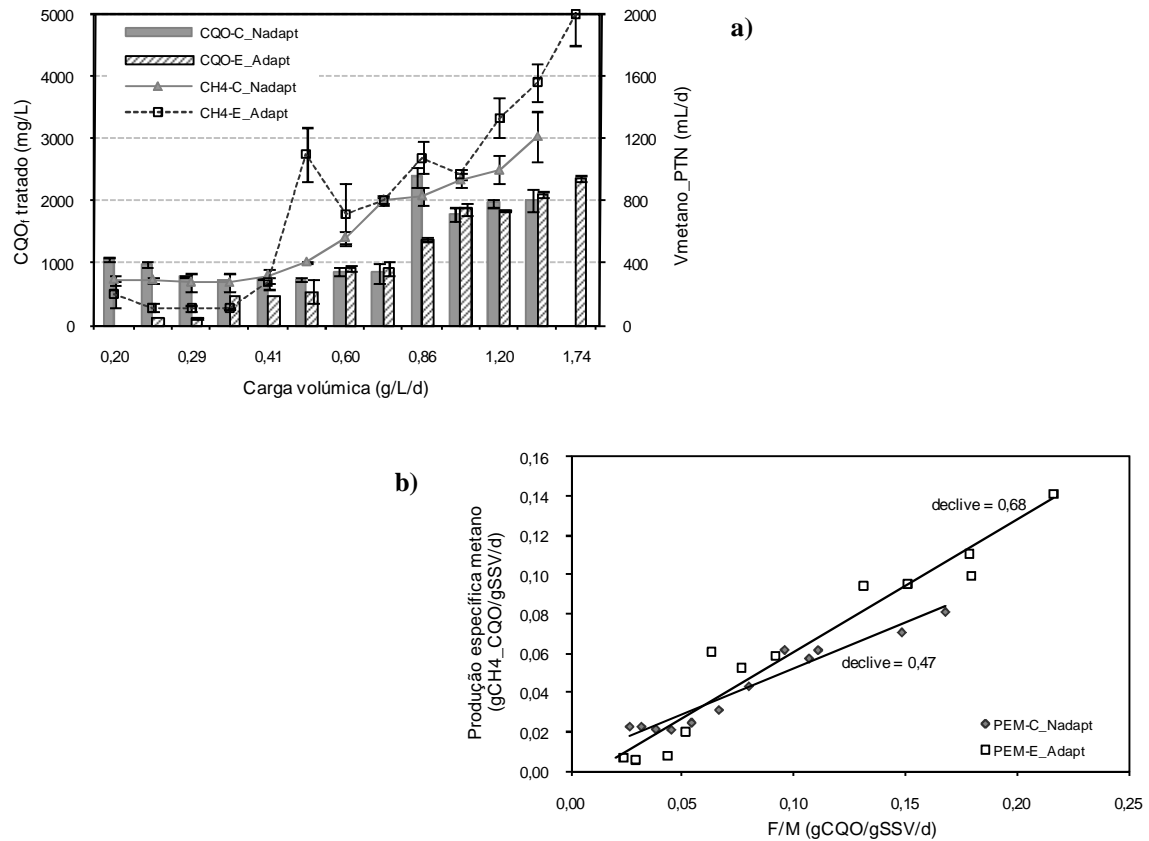 a)
CQOf tratado (mg/L)
5000
4000
3000
2000
1000
0
CQO-C_Nadapt
CQO-E_Adapt
CH4-C_Nadapt
CH4-E_Adapt
2000
1600
1200
800
400
0
Vmetano_PTN (mL/d)
0,20 0,29 0,41 0,60 0,86 1,20 1,74
Carga volúmica (g/L/d)
b)
Produção específica metano
(gCH4_CQO/gSSV/d)
0,16
0,14
0,12
0,10
0,08
0,06
0,04
0,02
0,00
declive = 0,68
declive = 0,47
PEM-C_Nadapt
PEM-E_Adapt
0,00 0,05 0,10 0,15 0,20 0,25
F/M (gCQO/gSSV/d)